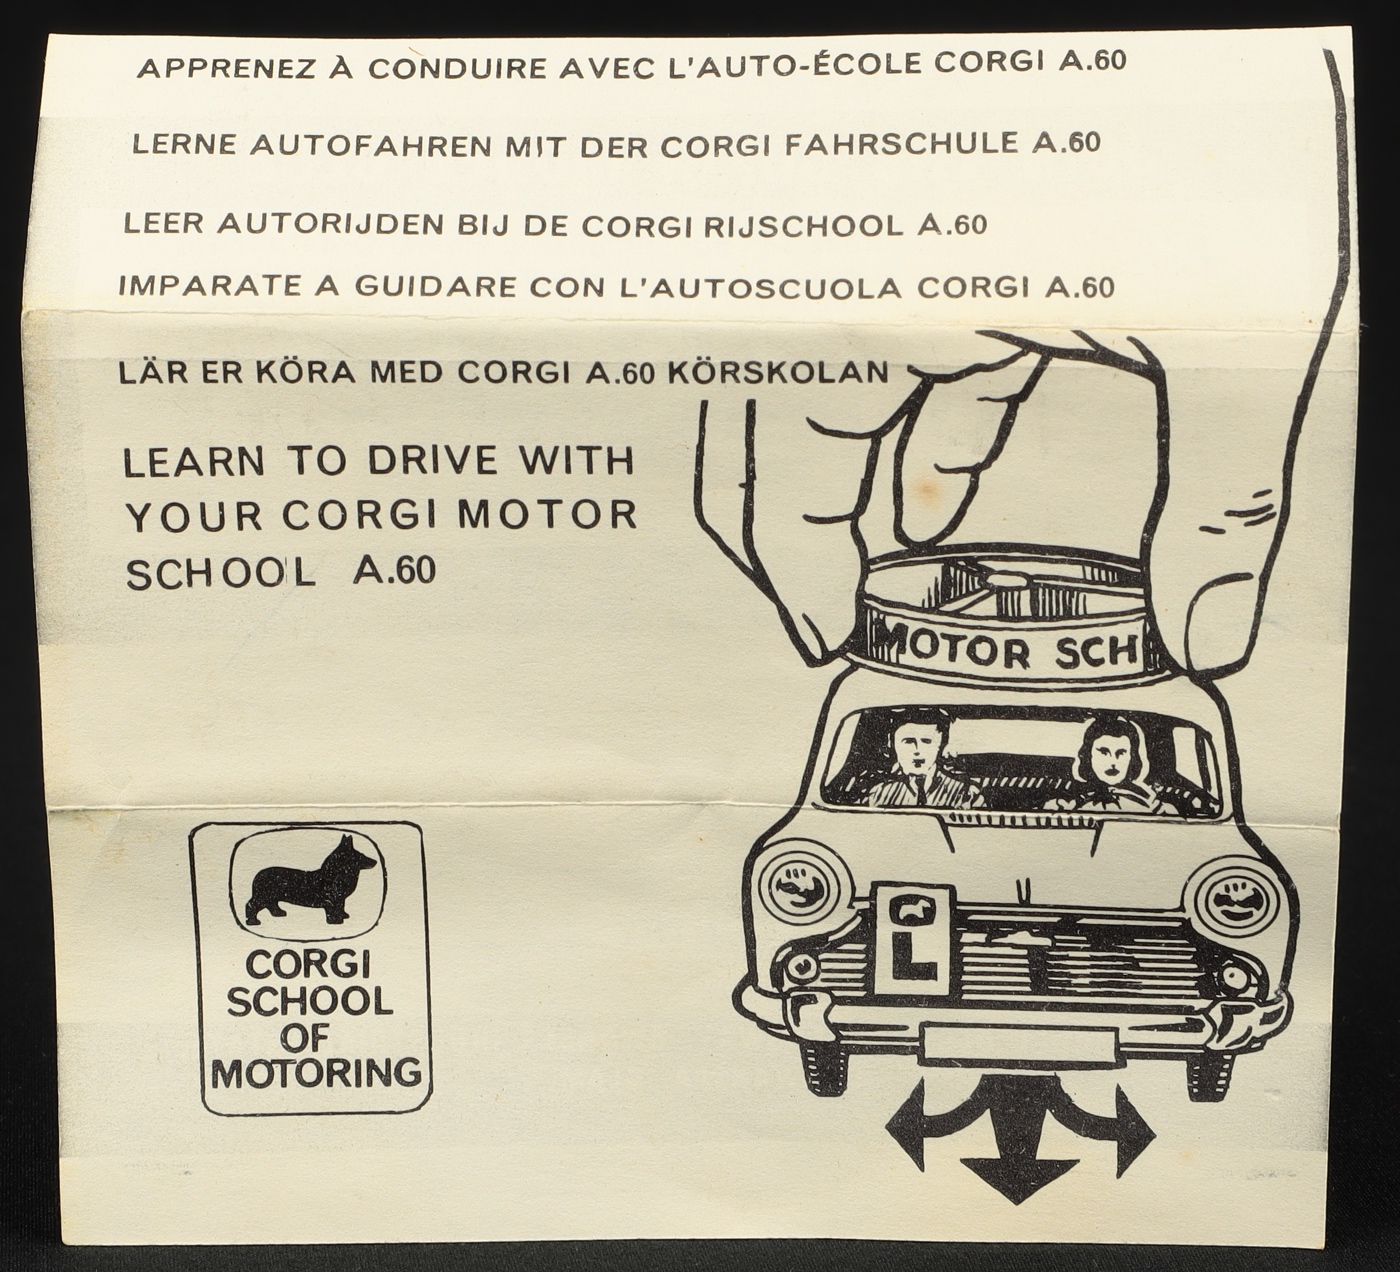 APPRENEZ À CONDUIRE AVEC L'AUTO-ÉCOLE CORGI A.60
LERNE AUTOFAHREN MIT DER CORGI FAHRSCHULE A.60
LEER AUTORIJDEN BIJ DE CORGI RIJSCHOOL A.60
IMPARATE A GUIDARE CON L'AUTOSCUOLA CORGI A.60
LÄR ER KÖRA MED CORGI A.60 KÖRSKOLAN
LEARN TO DRIVE WITH
YOUR CORGI MOTOR
SCHOOL A.60
MOTOR SCH
L
CORGI
SCHOOL
OF
MOTORING